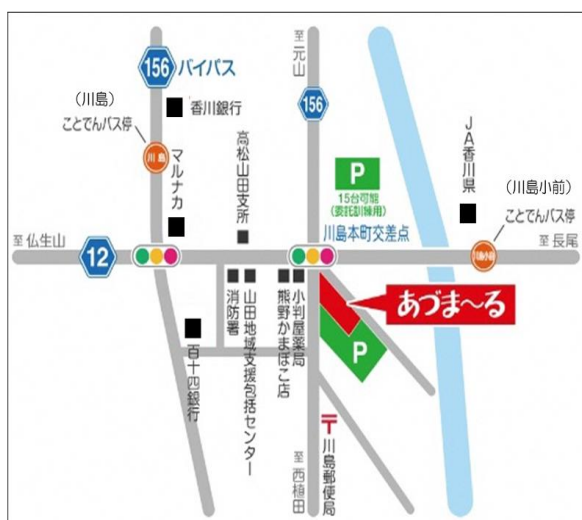 156
バイパス
至元山
156
(川島)
ことでんバス停
川島
香川銀行
マルナカ
高松山田支所
P
15台可能
(委託訓練用)
川島本町交差点
JA香川県
(川島小前)
ことでんバス停
川島小前
至仏生山
12
至長尾
消防署
山田地域支援包括センター
熊野かまぼこ店
小判屋薬局
あづま〜る
P
百十四銀行
〒
川島郵便局
至西植田